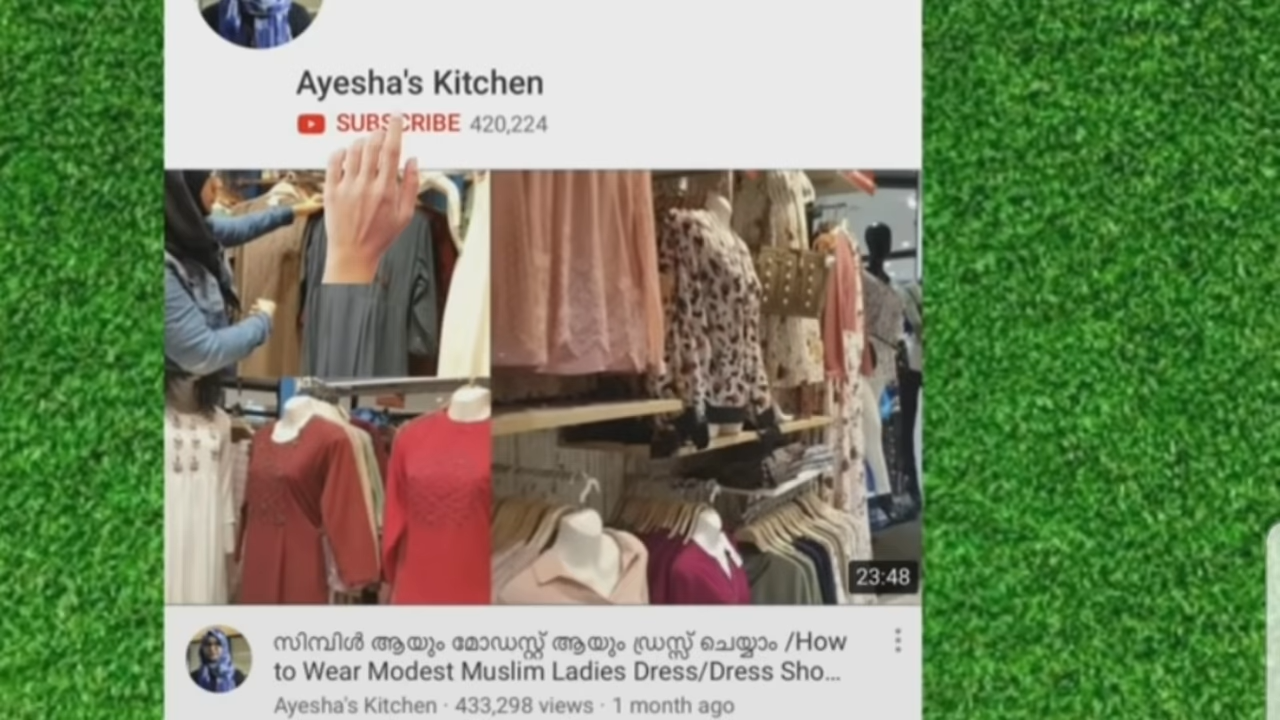 Ayesha's Kitchen
SUBSCRIBE 420,224
23:48
സിമ്പിൾ ആയും മോഡസ്റ്റ് ആയും ഡ്രസ്സ് ചെയ്യാം /How
to Wear Modest Muslim Ladies Dress/Dress Sho...
Ayesha's Kitchen · 433,298 views · 1 month ago